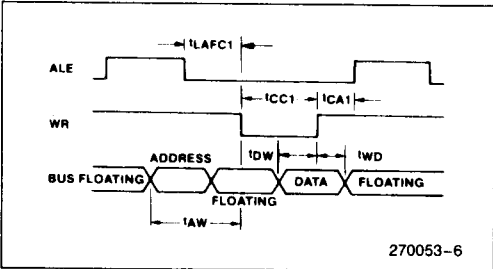 tLAFC1
ALE
tCC1 tCA1
WR
ADDRESS tDW tWD
BUS FLOATING DATA FLOATING
FLOATING
tAW
270053-6